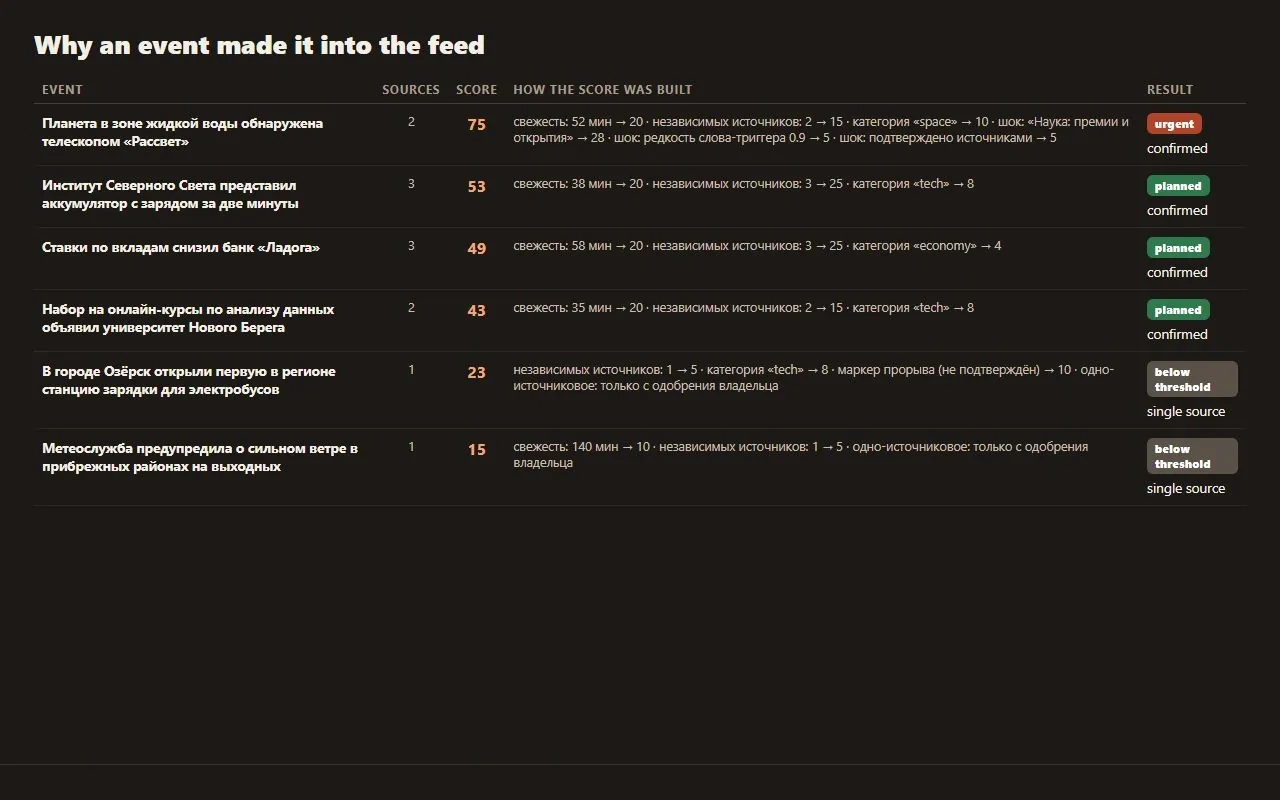 Why an event made it into the feed
EVENT SOURCES SCORE HOW THE SCORE WAS BUILT RESULT
Планета в зоне жидкой воды обнаружена
телескопом «Рассвет»
2
75
свежесть: 52 мин → 20 · независимых источников: 2 → 15 · категория «space» → 10 · шок: «Наука: премии и
открытия» → 28 · шок: редкость слова-триггера 0.9 → 5 · шок: подтверждено источниками → 5
urgent
confirmed
Институт Северного Света представил
аккумулятор с зарядом за две минуты
3
53
свежесть: 38 мин → 20 · независимых источников: 3 → 25 · категория «tech» → 8
planned
confirmed
Ставки по вкладам снизил банк «Ладога»
3
49
свежесть: 58 мин → 20 · независимых источников: 3 → 25 · категория «economy» → 4
planned
confirmed
Набор на онлайн-курсы по анализу данных
объявил университет Нового Берега
2
43
свежесть: 35 мин → 20 · независимых источников: 2 → 15 · категория «tech» → 8
planned
confirmed
В городе Озёрск открыли первую в регионе
станцию зарядки для электробусов
1
23
независимых источников: 1 → 5 · категория «tech» → 8 · маркер прорыва (не подтверждён) → 10 · одно-
источниковое: только с одобрения владельца
below
threshold
single source
Метеослужба предупредила о сильном ветре в
прибрежных районах на выходных
1
15
свежесть: 140 мин → 10 · независимых источников: 1 → 5 · одно-источниковое: только с одобрения
владельца
below
threshold
single source